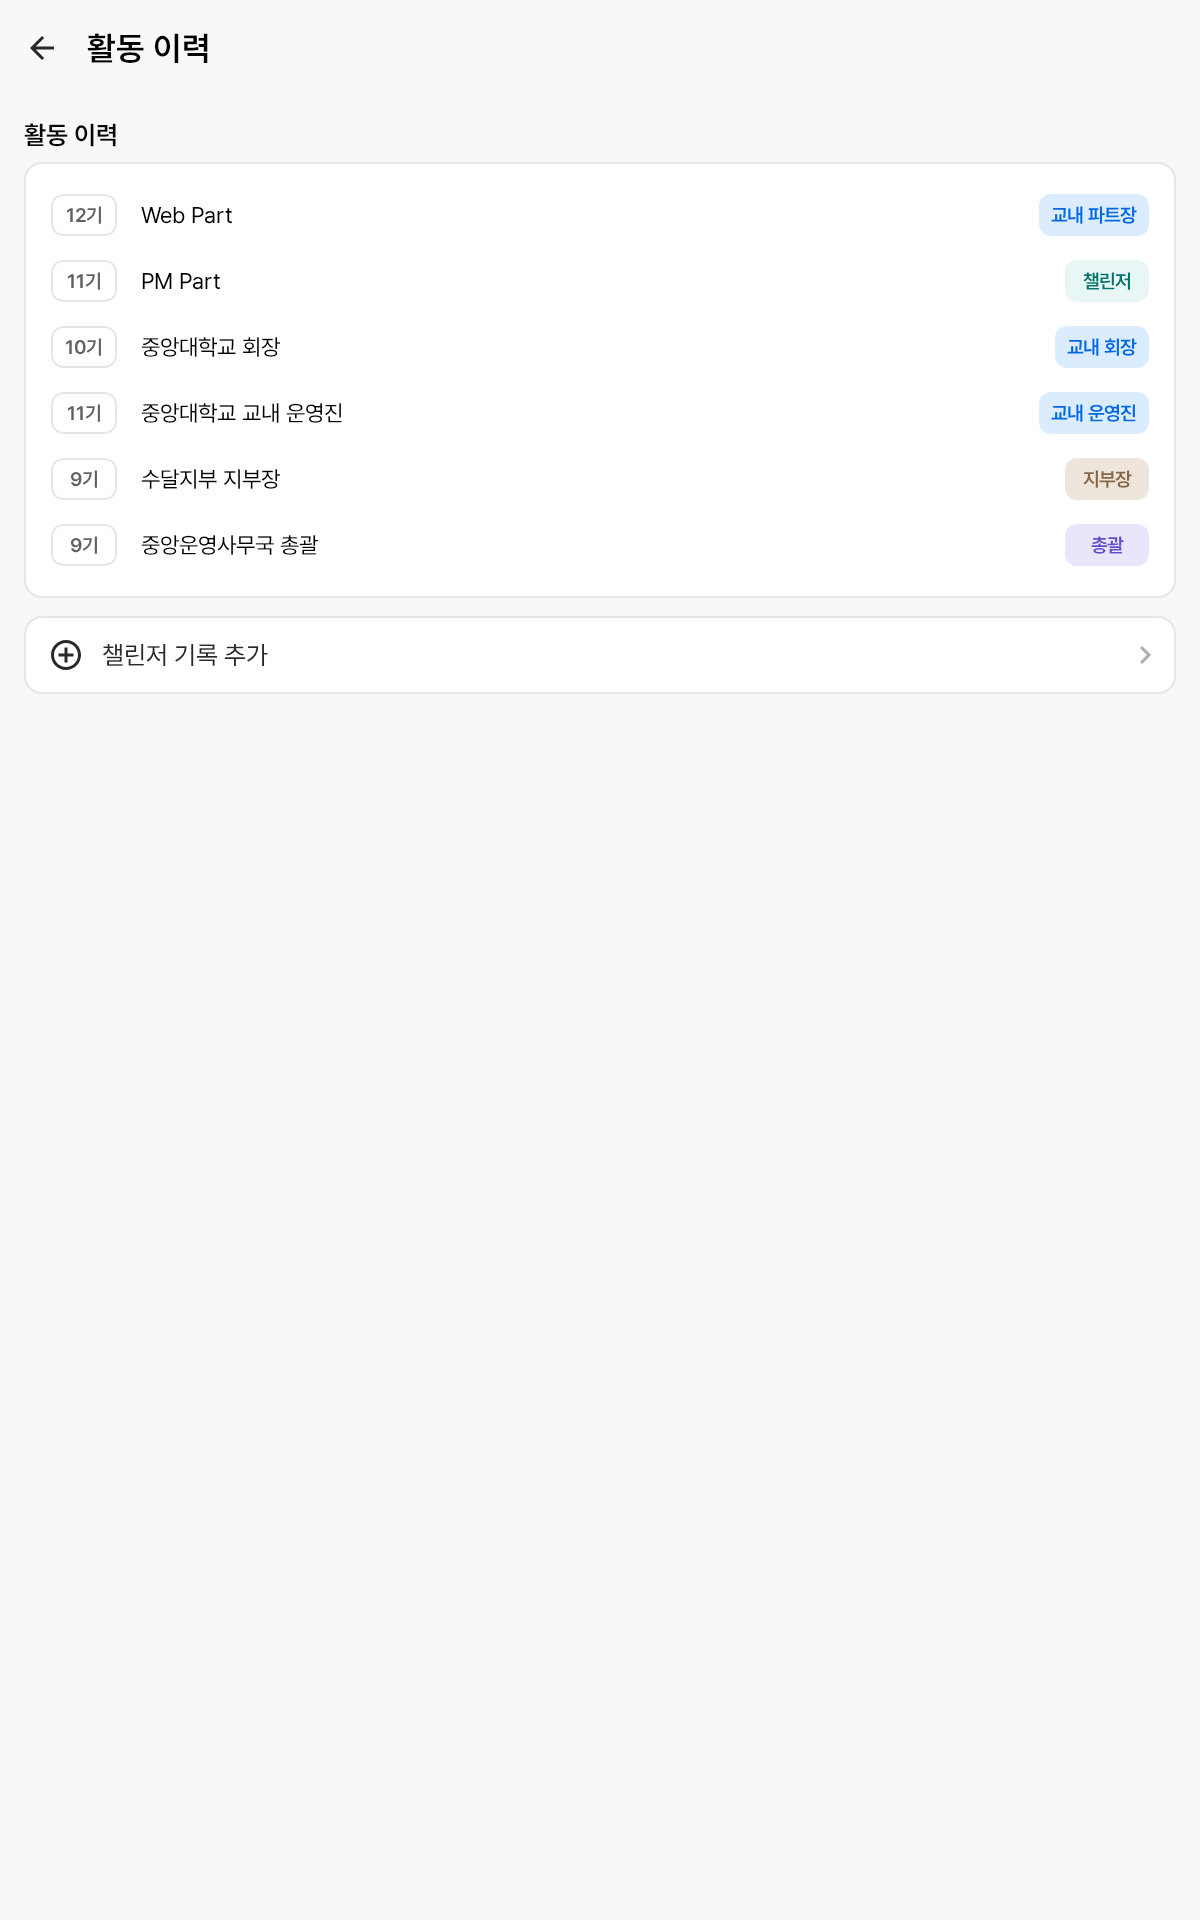 활동 이력
활동 이력
12기 Web Part 교내 파트장
11기 PM Part 챌린저
10기 중앙대학교 회장 교내 회장
11기 중앙대학교 교내 운영진 교내 운영진
9기 수달지부 지부장 지부장
9기 중앙운영사무국 총괄 총괄
챌린저 기록 추가